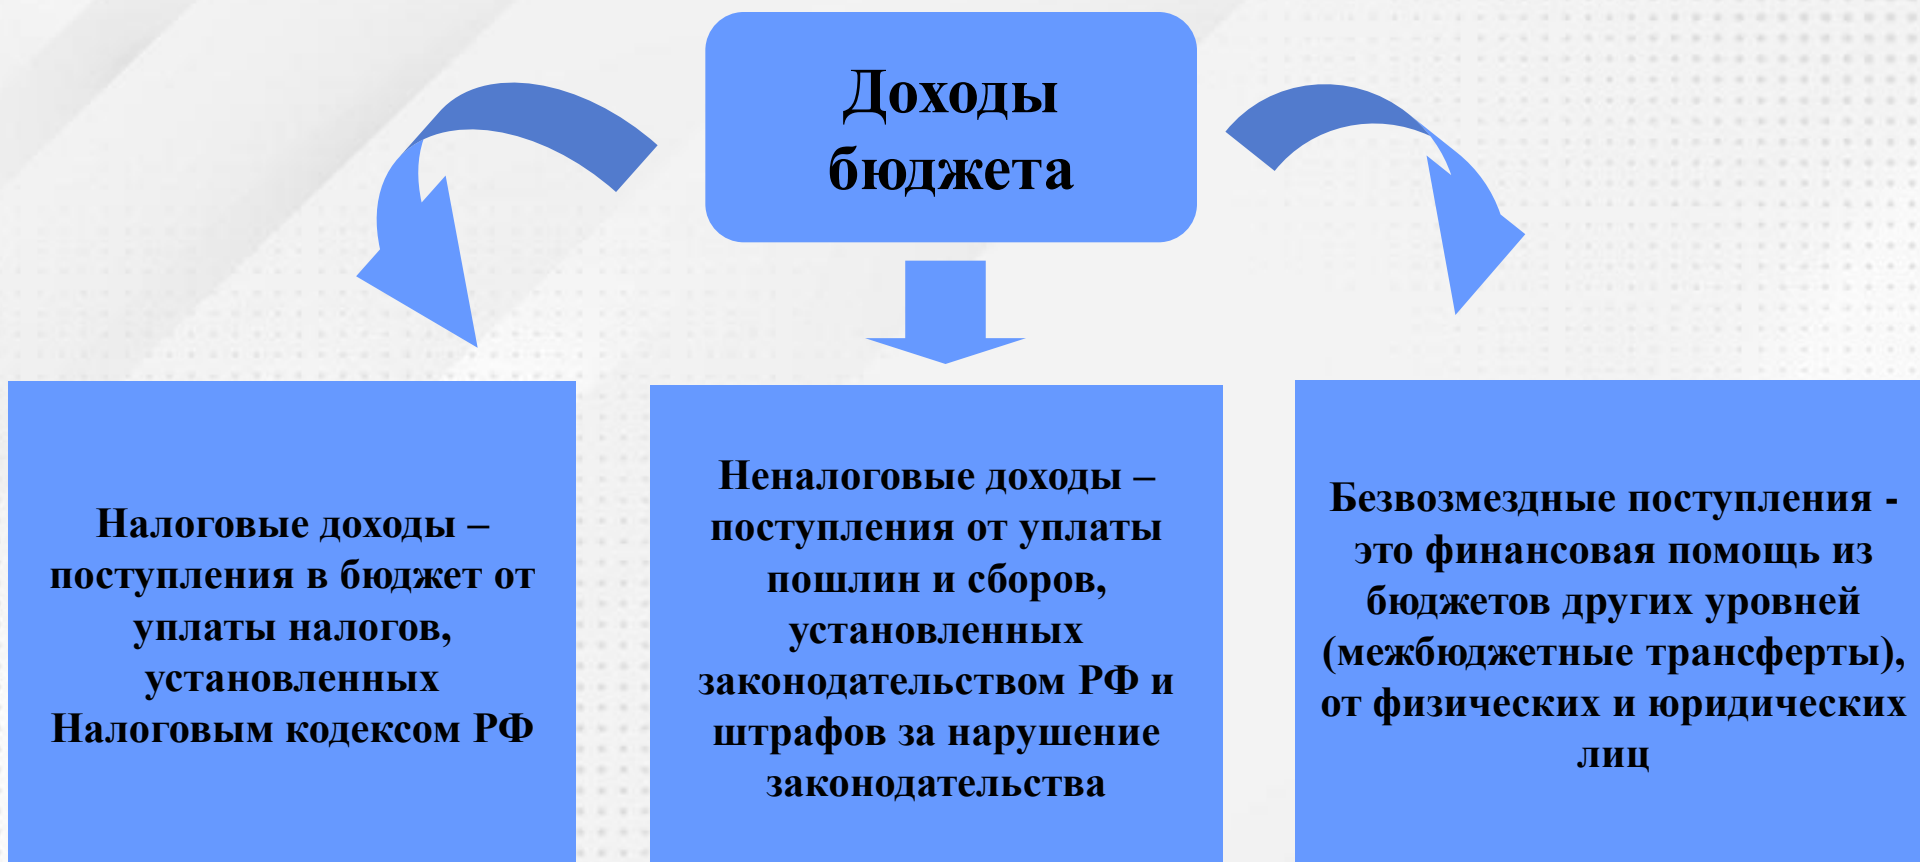 Доходы
бюджета
Налоговые доходы –
поступления в бюджет от
уплаты налогов,
установленных
Налоговым кодексом РФ
Неналоговые доходы –
поступления от уплаты
пошлин и сборов,
установленных
законодательством РФ и
штрафов за нарушение
законодательства
Безвозмездные поступления -
это финансовая помощь из
бюджетов других уровней
(межбюджетные трансферты),
от физических и юридических
лиц